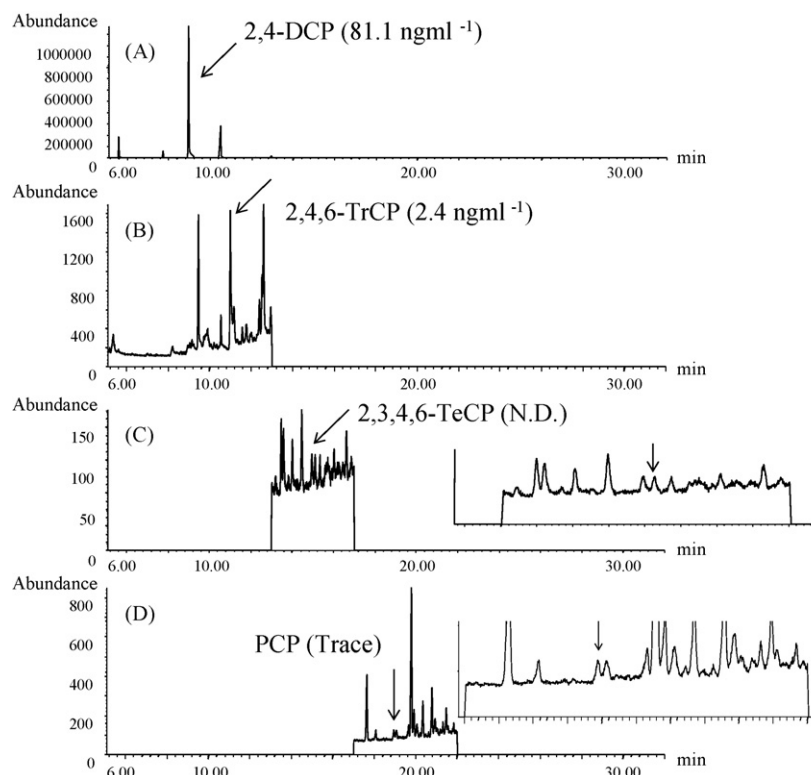 Abundance
2,4-DCP (81.1 ngml -1)
(A)
1000000
800000
600000
400000
200000
0
6.00 10.00 20.00 30.00 min
Abundance
2,4,6-TrCP (2.4 ngml -1)
(B)
1600
1200
800
400
0
6.00 10.00 20.00 30.00 min
Abundance
2,3,4,6-TeCP (N.D.)
(C)
150
100
50
0
6.00 10.00 20.00 30.00 min
Abundance
(D)
800
PCP (Trace)
600
400
200
0
6.00 10.00 20.00 30.00 min